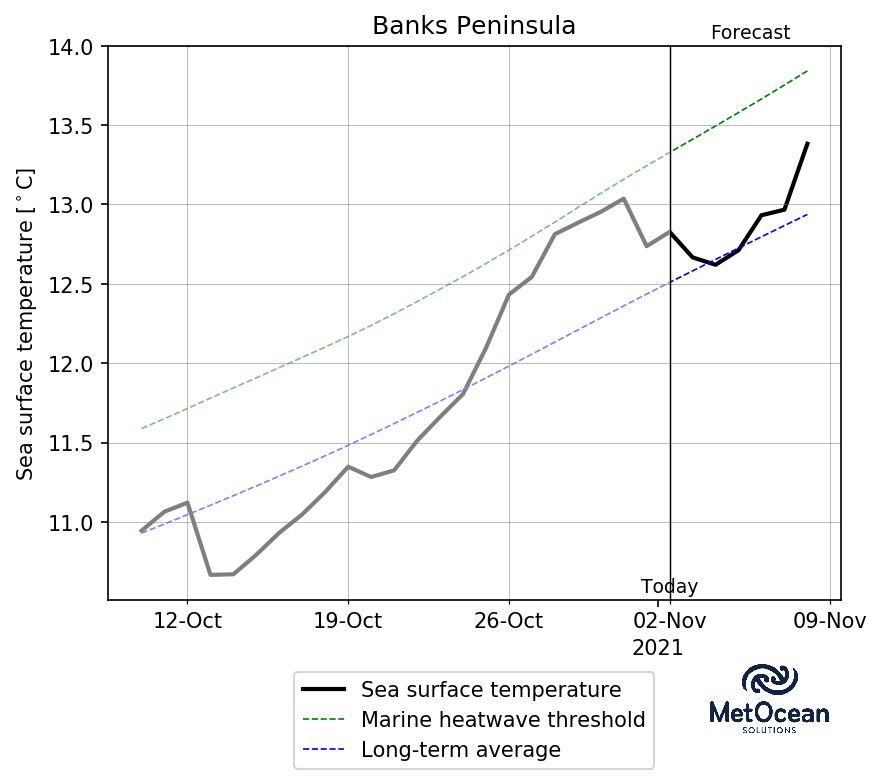 Banks Peninsula
Forecast
Sea surface temperature [°C]
14.0
13.5
13.0
12.5
12.0
11.5
11.0
Today
12-Oct 19-Oct 26-Oct 02-Nov 09-Nov
2021
Sea surface temperature
Marine heatwave threshold
Long-term average
MetOcean
SOLUTIONS